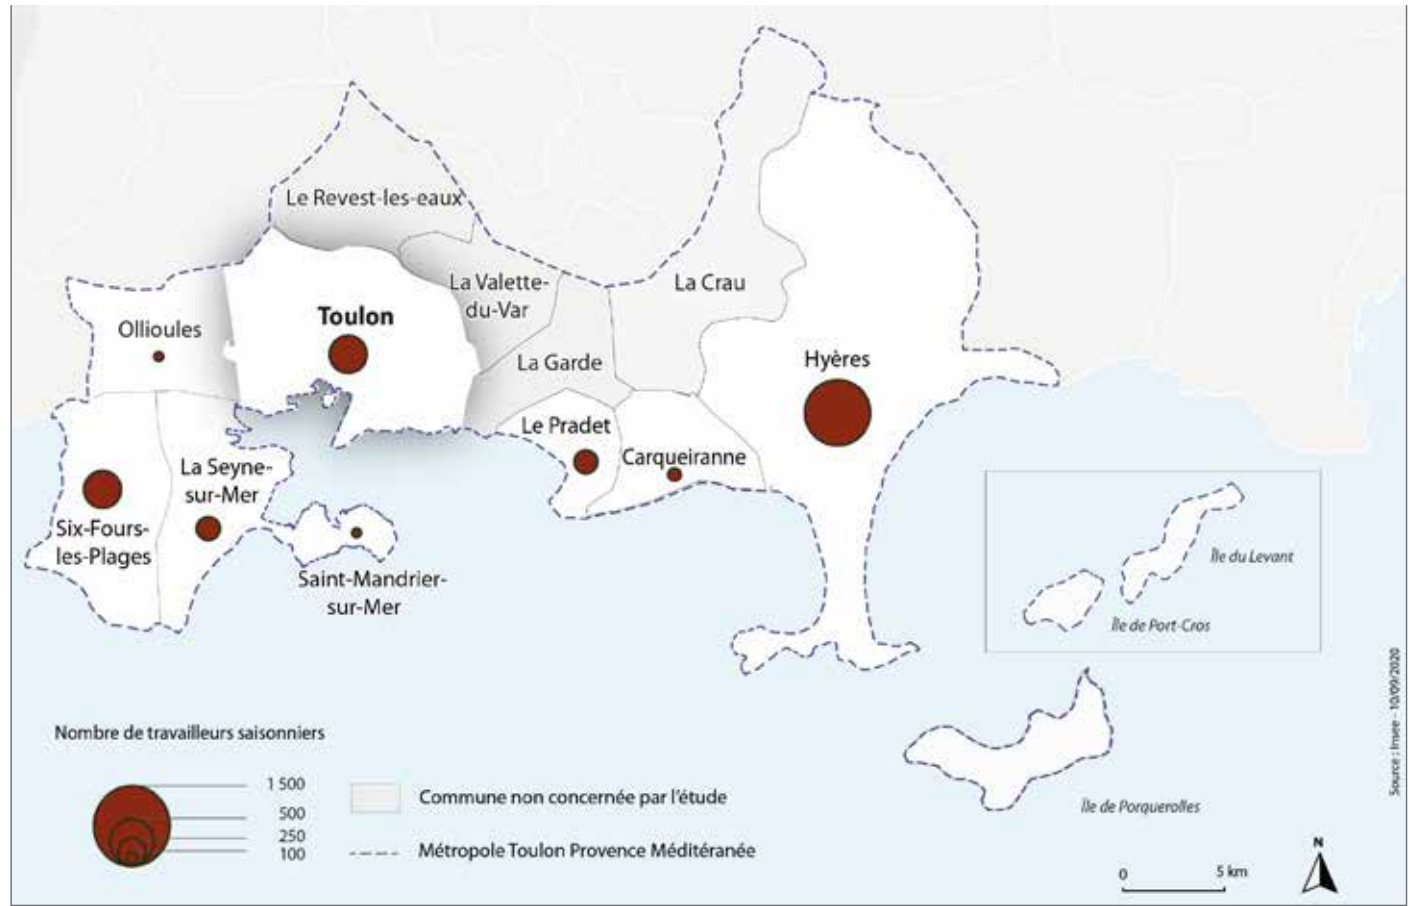 Le Revest-les-eaux
La Valette-
du-Var
La Crau
Ollioules
Toulon
La Garde
Hyères
Le Pradet
Carqueiranne
La Seyne-
sur-Mer
Six-Fours-
les-Plages
Saint-Mandrier-
sur-Mer
Île du Levant
Île de Port-Cros
Île de Porquerolles
Nombre de travailleurs saisonniers
1 500
500
250
100
Commune non concernée par l'étude
Métropole Toulon Provence Méditéranée
N
0 5 km
Source : Insee - 10/09/2020